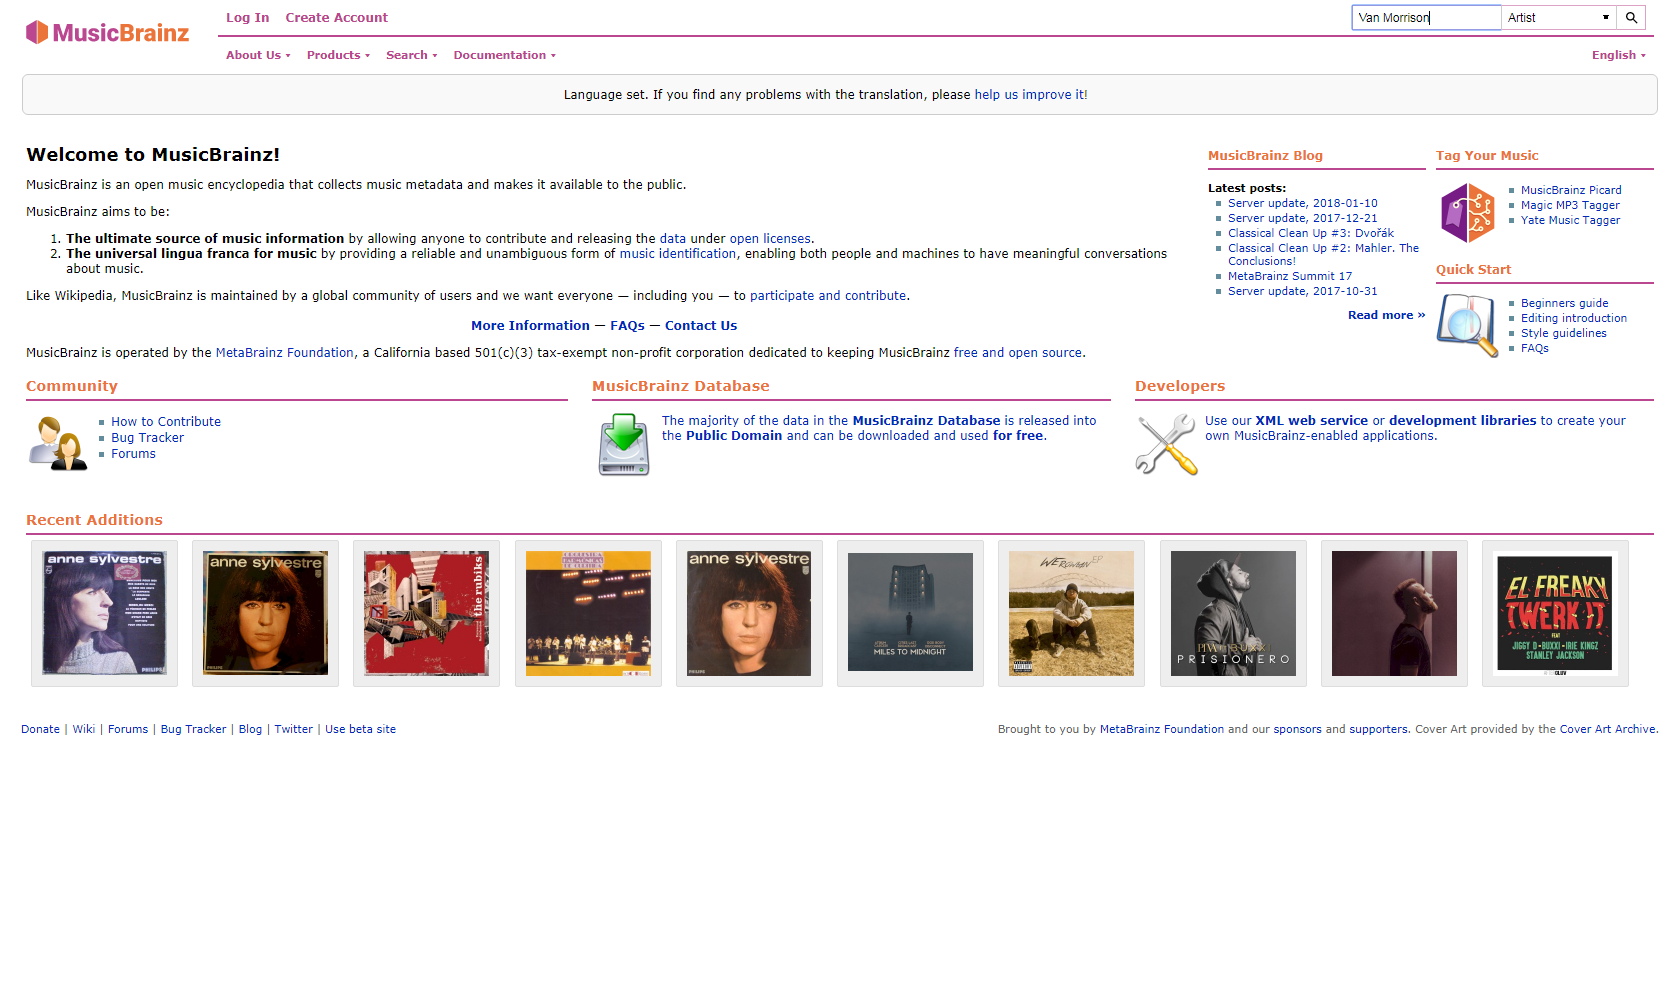 MusicBrainz
Log In Create Account
Van Morrison Artist
About Us Products Search Documentation English
Language set. If you find any problems with the translation, please help us improve it!
Welcome to MusicBrainz!
MusicBrainz is an open music encyclopedia that collects music metadata and makes it available to the public.
MusicBrainz aims to be:
1. The ultimate source of music information by allowing anyone to contribute and releasing the data under open licenses.
2. The universal lingua franca for music by providing a reliable and unambiguous form of music identification, enabling both people and machines to have meaningful conversations
about music.
Like Wikipedia, MusicBrainz is maintained by a global community of users and we want everyone — including you — to participate and contribute.
More Information — FAQs — Contact Us
MusicBrainz is operated by the MetaBrainz Foundation, a California based 501(c)(3) tax-exempt non-profit corporation dedicated to keeping MusicBrainz free and open source.
MusicBrainz Blog
Latest posts:
Server update, 2018-01-10
Server update, 2017-12-21
Classical Clean Up #3: Dvořák
Classical Clean Up #2: Mahler. The
Conclusions!
MetaBrainz Summit 17
Server update, 2017-10-31
Read more »
Tag Your Music
MusicBrainz Picard
Magic MP3 Tagger
Yate Music Tagger
Quick Start
Beginners guide
Editing introduction
Style guidelines
FAQs
Community
How to Contribute
Bug Tracker
Forums
MusicBrainz Database
The majority of the data in the MusicBrainz Database is released into
the Public Domain and can be downloaded and used for free.
Developers
Use our XML web service or development libraries to create your
own MusicBrainz-enabled applications.
Recent Additions
anne sylvestre
PHILIPS
anne sylvestre
the rubiks
anne sylvestre
MILES TO MIDNIGHT
PRISIONERO
EL FREAKY
TWERK IT
FEAT
JIGGY D - BUXXI - IRIE KINGZ
STANLEY JACKSON
Donate | Wiki | Forums | Bug Tracker | Blog | Twitter | Use beta site
Brought to you by MetaBrainz Foundation and our sponsors and supporters. Cover Art provided by the Cover Art Archive.